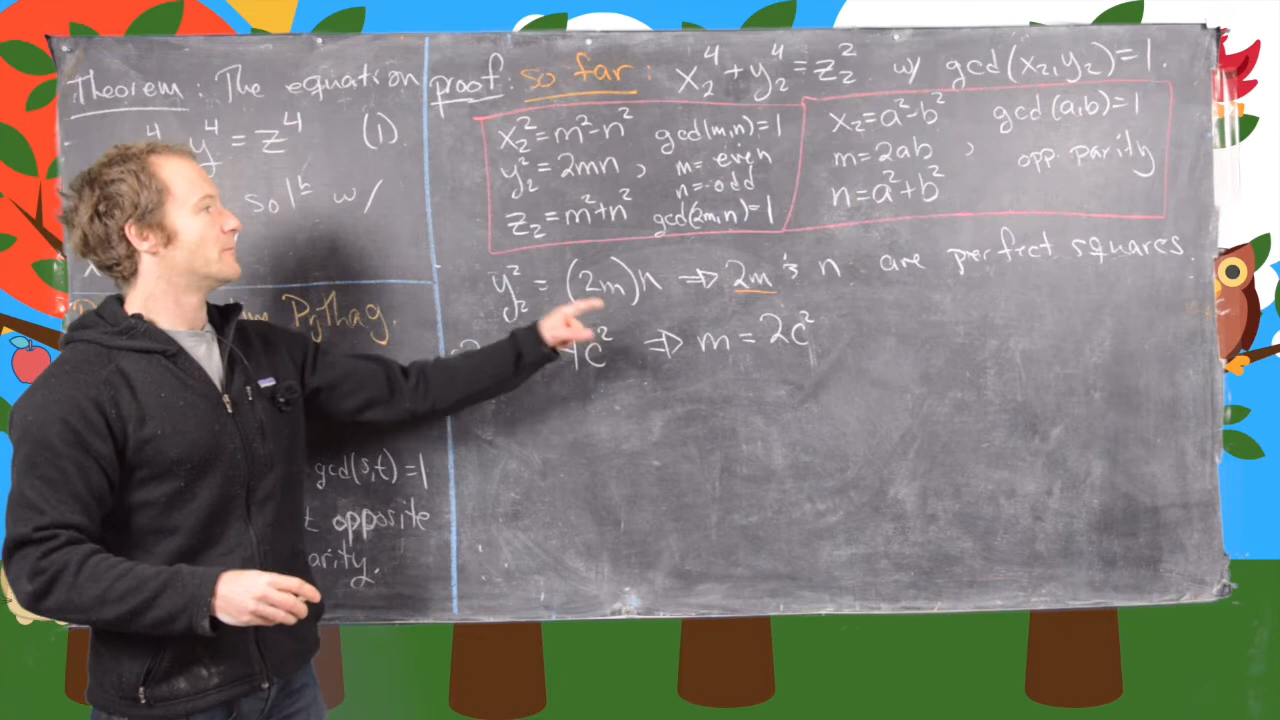 Theorem: The equation
⁴ y⁴ = z⁴ (1)
solⁿ w/
Pythag.
gcd(s,t)=1
t opposite
arity.
proof: so far: x₂⁴+y₂⁴=z₂² w/ gcd(x₂,y₂)=1.
x₂²=m²-n² gcd(m,n)=1
y₂²=2mn, m=even
n=odd
z₂=m²+n² gcd(2m,n)=1
x₂=a²-b² gcd(a,b)=1
m=2ab, opp. parity
n=a²+b²
y₂² = (2m)n ⇒ 2m & n are perfect squares.
4c² ⇒ m=2c²